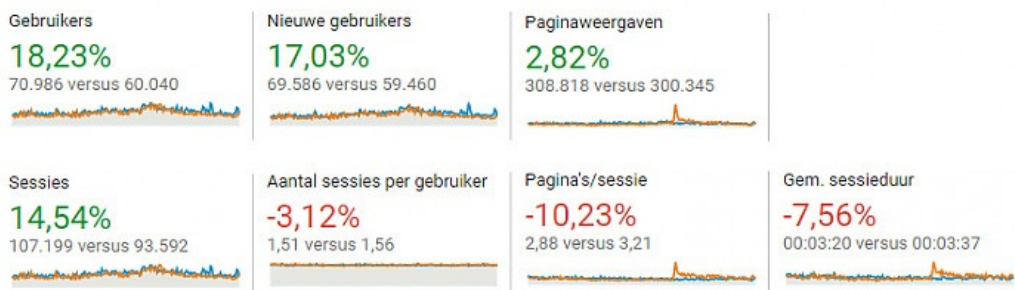 Gebruikers
18,23%
70.986 versus 60.040
Nieuwe gebruikers
17,03%
69.586 versus 59.460
Paginaweergaven
2,82%
308.818 versus 300.345
Sessies
14,54%
107.199 versus 93.592
Aantal sessies per gebruiker
-3,12%
1,51 versus 1,56
Pagina's/sessie
-10,23%
2,88 versus 3,21
Gem. sessieduur
-7,56%
00:03:20 versus 00:03:37